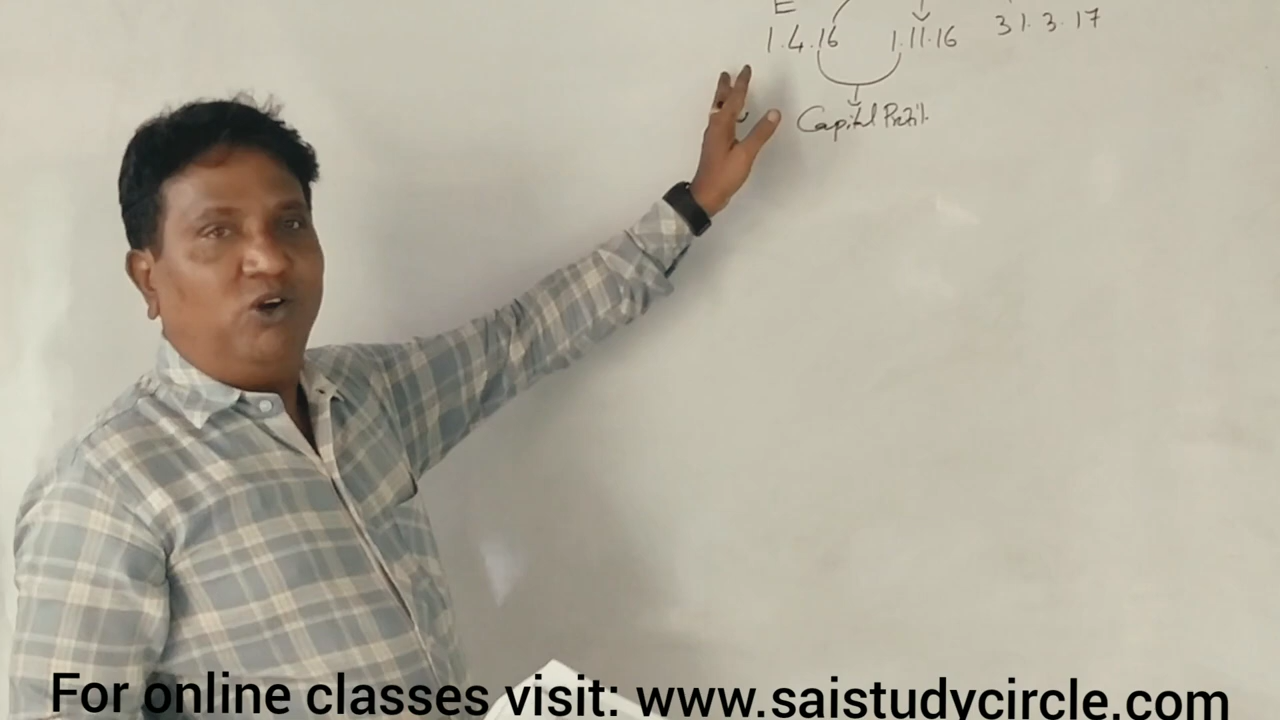 E
1.4.16 1.11.16 31.3.17
Capital Profit
For online classes visit: www.saistudycircle.com